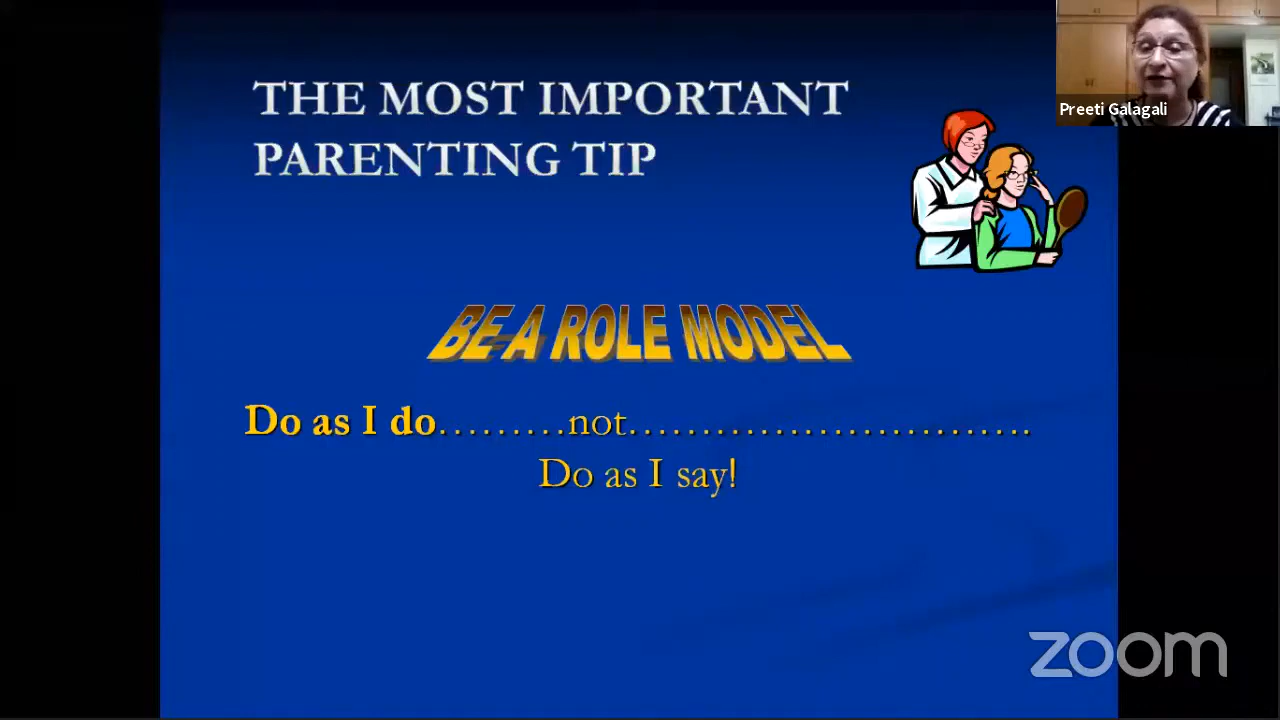 Preeti Galagali
THE MOST IMPORTANT
PARENTING TIP
BE A ROLE MODEL
Do as I do………not……………………….
Do as I say!
zoom